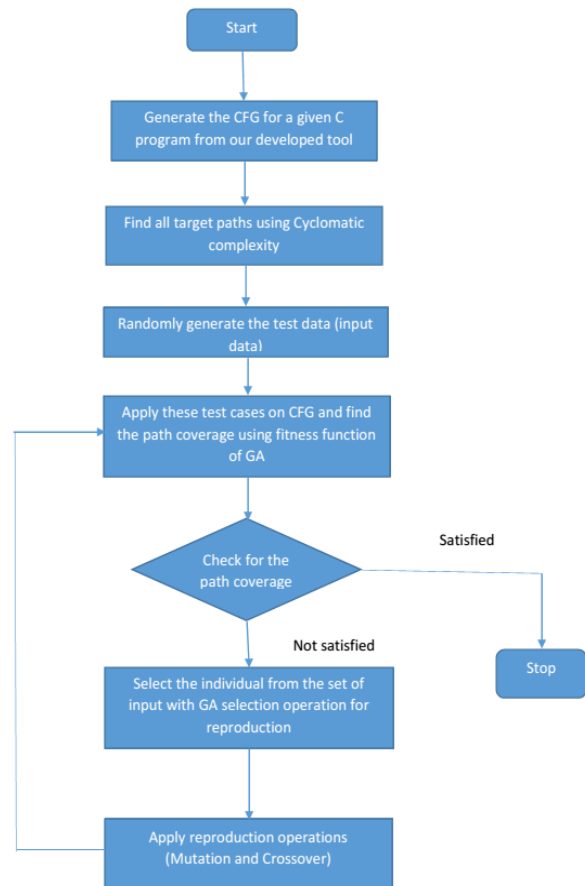 Start
Generate the CFG for a given C
program from our developed tool
Find all target paths using Cyclomatic
complexity
Randomly generate the test data (input
data)
Apply these test cases on CFG and find
the path coverage using fitness function
of GA
Check for the
path coverage
Satisfied
Not satisfied
Stop
Select the individual from the set of
input with GA selection operation for
reproduction
Apply reproduction operations
(Mutation and Crossover)